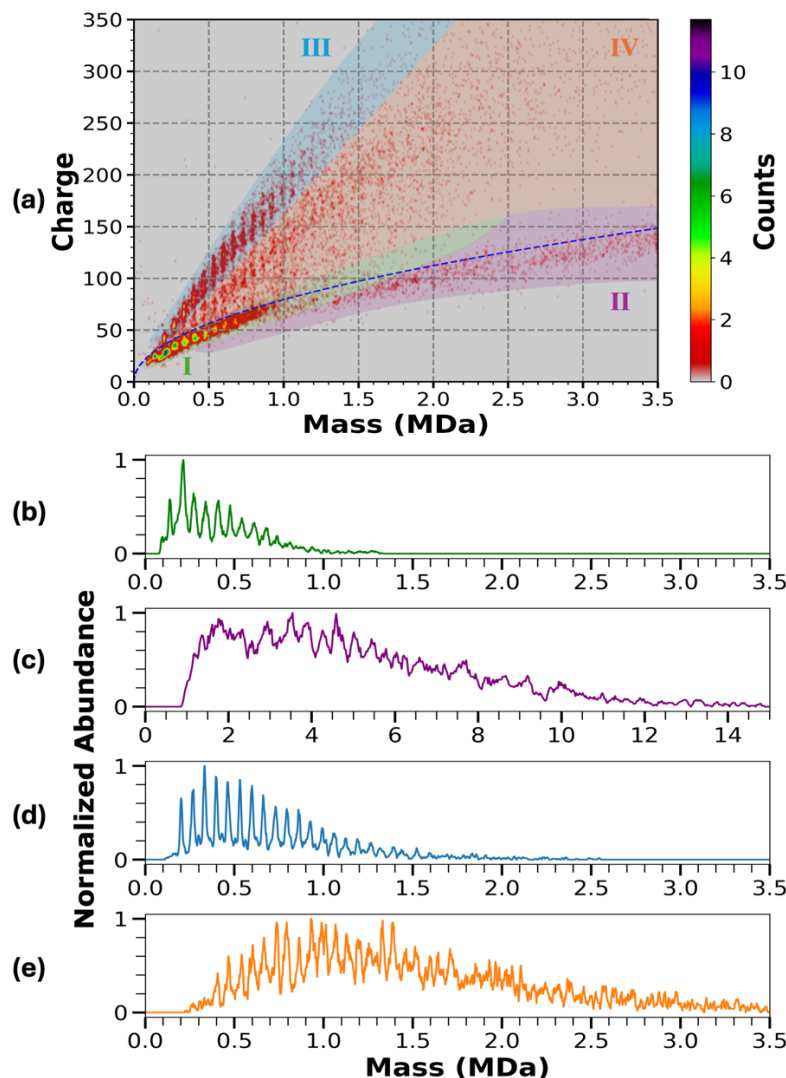 (a)
Charge
350
300
250
200
150
100
50
0
III
IV
II
I
0.0 0.5 1.0 1.5 2.0 2.5 3.0 3.5
Mass (MDa)
10
8
6
4
2
0
Counts
Normalized Abundance
(b)
1
0
0.0 0.5 1.0 1.5 2.0 2.5 3.0 3.5
(c)
1
0
0 2 4 6 8 10 12 14
(d)
1
0
0.0 0.5 1.0 1.5 2.0 2.5 3.0 3.5
(e)
1
0
0.0 0.5 1.0 1.5 2.0 2.5 3.0 3.5
Mass (MDa)